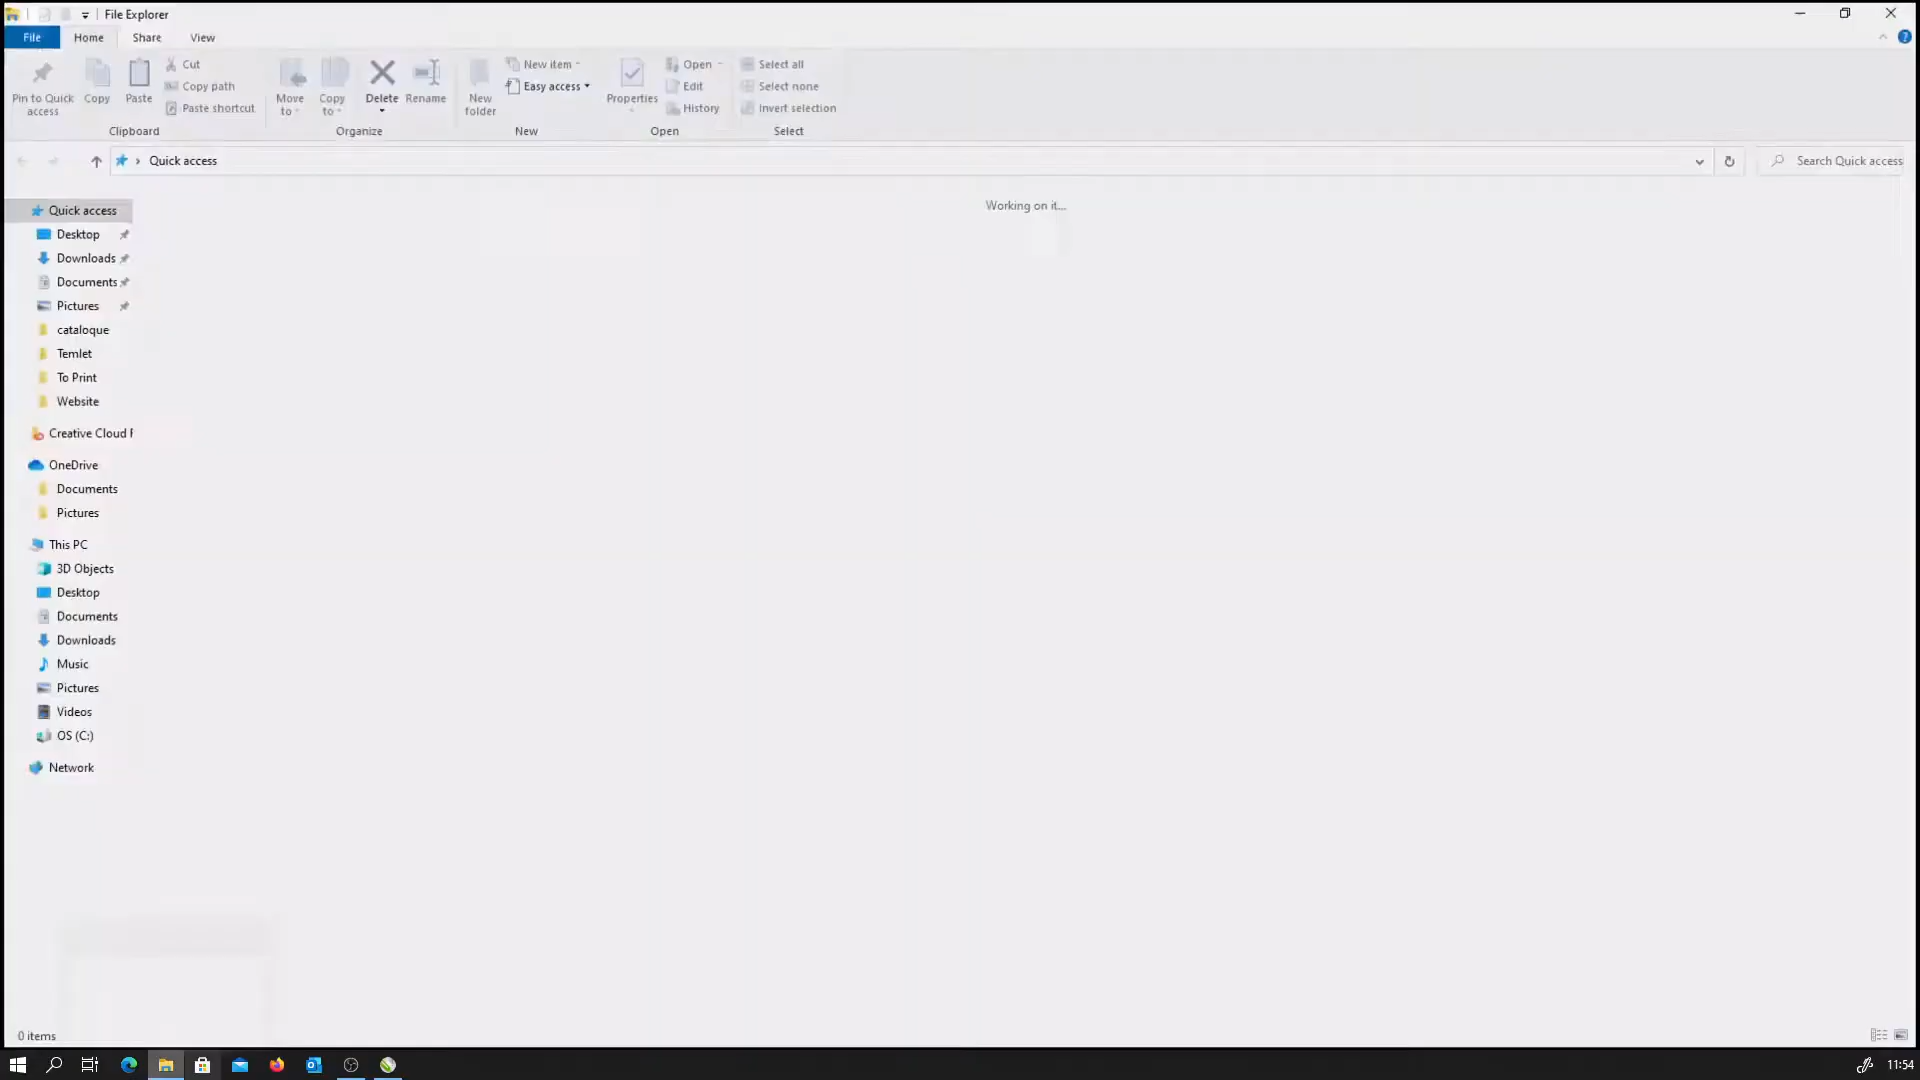 File Explorer
File Home Share View
Pin to Quick access
Copy
Paste
Cut
Copy path
Paste shortcut
Clipboard
Move to
Copy to
Delete
Rename
Organize
New folder
New item
Easy access
New
Properties
Open
Edit
History
Open
Select all
Select none
Invert selection
Select
Quick access
Search Quick access
Working on it...
Quick access
Desktop
Downloads
Documents
Pictures
cataloque
Temlet
To Print
Website
Creative Cloud F
OneDrive
Documents
Pictures
This PC
3D Objects
Desktop
Documents
Downloads
Music
Pictures
Videos
OS (C:)
Network
0 items
11:54